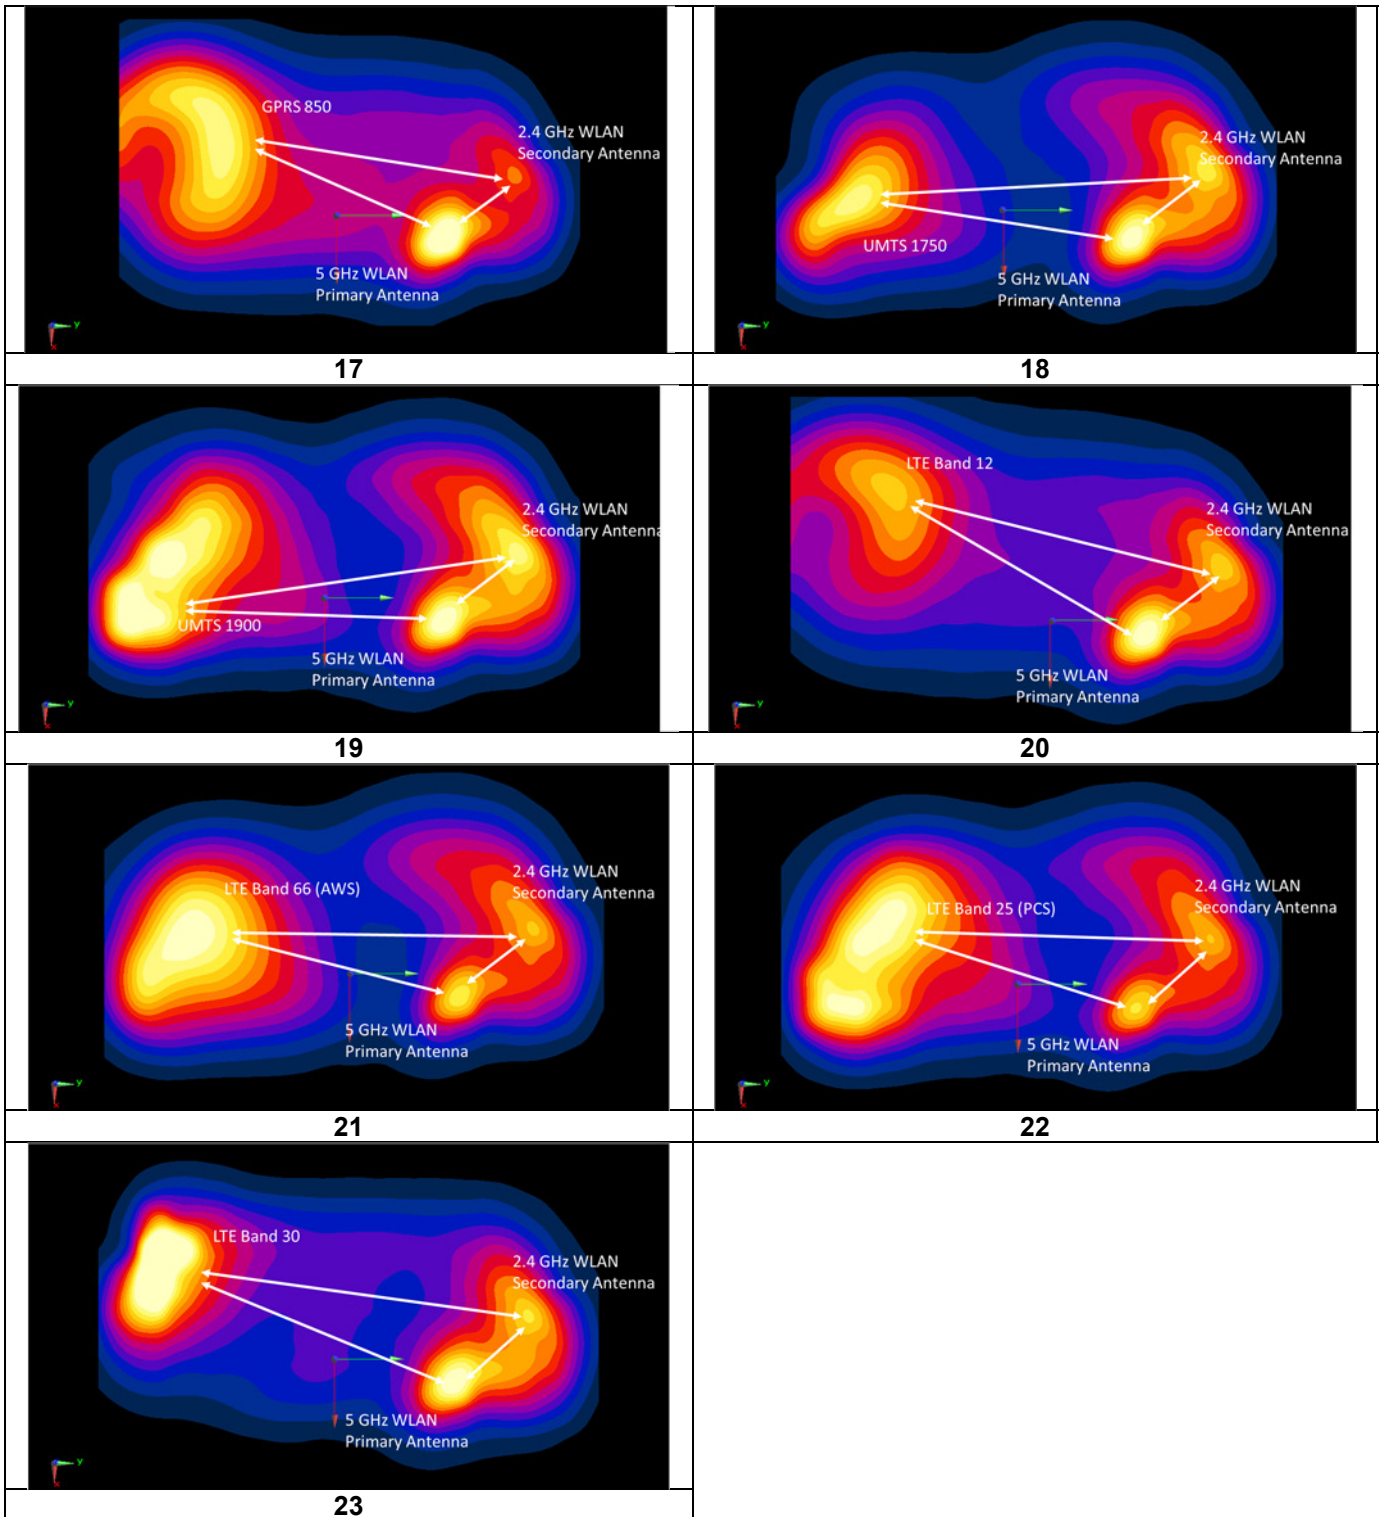 GPRS 850
2.4 GHz WLAN
Secondary Antenna
5 GHz WLAN
Primary Antenna
Y
X
17
2.4 GHz WLAN
Secondary Antenna
UMTS 1750
5 GHz WLAN
Primary Antenna
Y
X
18
2.4 GHz WLAN
Secondary Antenna
UMTS 1900
5 GHz WLAN
Primary Antenna
Y
X
19
LTE Band 12
2.4 GHz WLAN
Secondary Antenna
5 GHz WLAN
Primary Antenna
Y
X
20
LTE Band 66 (AWS)
2.4 GHz WLAN
Secondary Antenna
5 GHz WLAN
Primary Antenna
Y
X
21
LTE Band 25 (PCS)
2.4 GHz WLAN
Secondary Antenna
5 GHz WLAN
Primary Antenna
Y
X
22
LTE Band 30
2.4 GHz WLAN
Secondary Antenna
5 GHz WLAN
Primary Antenna
Y
X
23